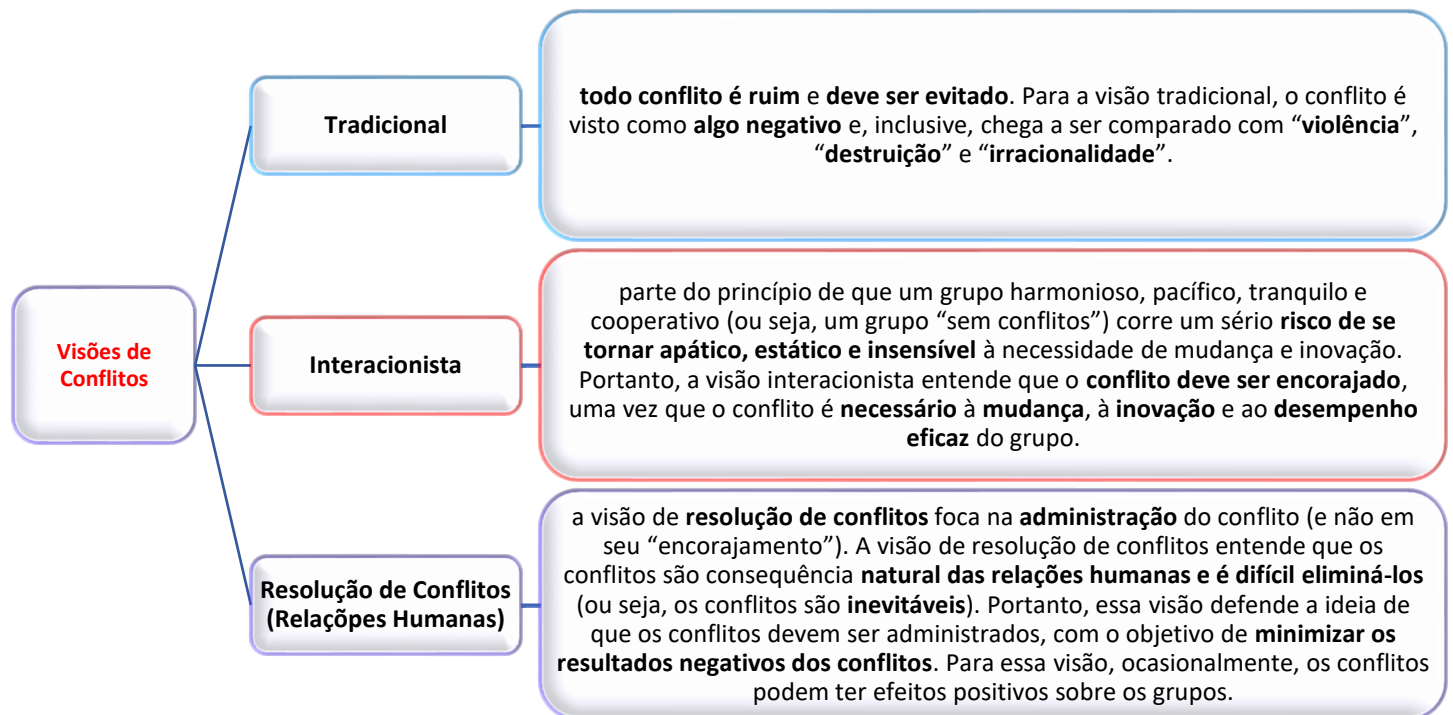 Visões de
Conflitos
Tradicional
todo conflito é ruim e deve ser evitado. Para a visão tradicional, o conflito é
visto como algo negativo e, inclusive, chega a ser comparado com “violência”,
“destruição” e “irracionalidade”.
Interacionista
parte do princípio de que um grupo harmonioso, pacífico, tranquilo e
cooperativo (ou seja, um grupo “sem conflitos”) corre um sério risco de se
tornar apático, estático e insensível à necessidade de mudança e inovação.
Portanto, a visão interacionista entende que o conflito deve ser encorajado,
uma vez que o conflito é necessário à mudança, à inovação e ao desempenho
eficaz do grupo.
Resolução de Conflitos
(Relaçõpes Humanas)
a visão de resolução de conflitos foca na administração do conflito (e não em
seu “encorajamento”). A visão de resolução de conflitos entende que os
conflitos são consequência natural das relações humanas e é difícil eliminá-los
(ou seja, os conflitos são inevitáveis). Portanto, essa visão defende a ideia de
que os conflitos devem ser administrados, com o objetivo de minimizar os
resultados negativos dos conflitos. Para essa visão, ocasionalmente, os conflitos
podem ter efeitos positivos sobre os grupos.